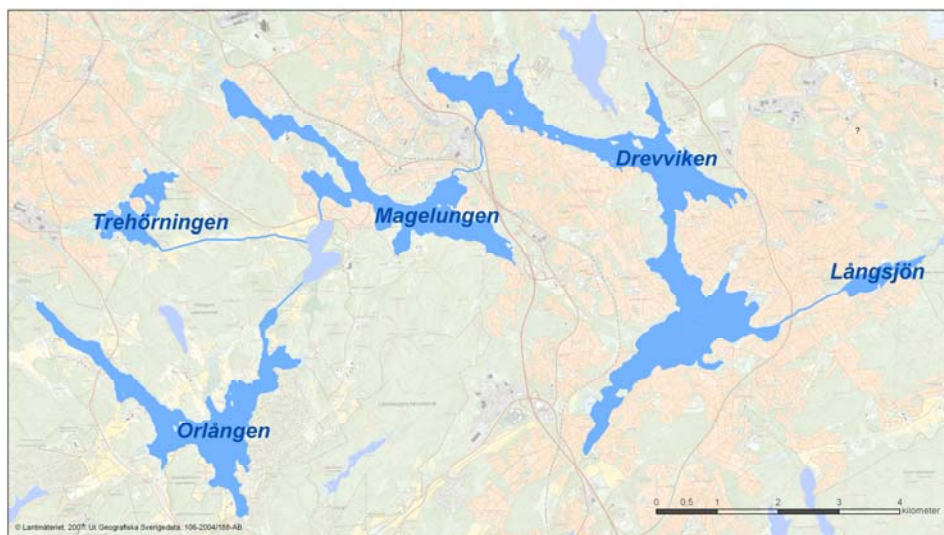 Drevviken
Trehörningen
Magelungen
Långsjön
Orlången
0 0,5 1 2 3 4
kilometer
© Lantmäteriet, 2007. Ur Geografiska Sverigedata, 106-2004/188-AB